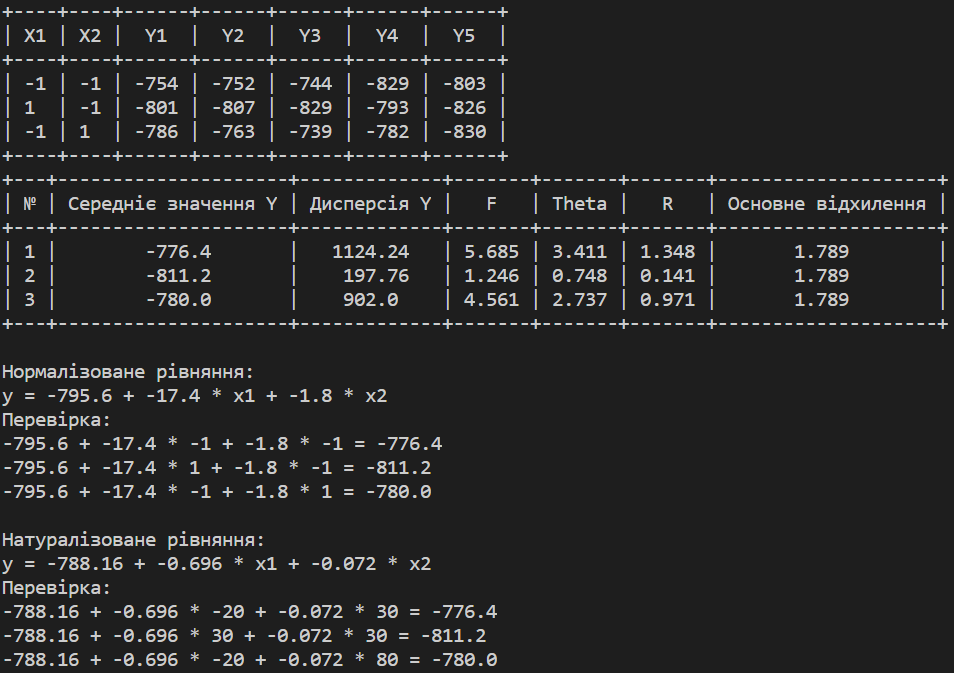 +----+----+------+------+------+------+------+
| X1 | X2 |  Y1  |  Y2  |  Y3  |  Y4  |  Y5  |
+----+----+------+------+------+------+------+
| -1 | -1 | -754 | -752 | -744 | -829 | -803 |
| 1  | -1 | -801 | -807 | -829 | -793 | -826 |
| -1 | 1  | -786 | -763 | -739 | -782 | -830 |
+----+----+------+------+------+------+------+
+---+---------------------+-------------+-------+-------+-------+--------------------+
| № | Середніє значення Y | Дисперсія Y |   F   | Theta |   R   | Основне відхилення |
+---+---------------------+-------------+-------+-------+-------+--------------------+
| 1 |        -776.4       |   1124.24   | 5.685 | 3.411 | 1.348 |       1.789        |
| 2 |        -811.2       |    197.76   | 1.246 | 0.748 | 0.141 |       1.789        |
| 3 |        -780.0       |    902.0    | 4.561 | 2.737 | 0.971 |       1.789        |
+---+---------------------+-------------+-------+-------+-------+--------------------+
Нормалізоване рівняння:
y = -795.6 + -17.4 * x1 + -1.8 * x2
Перевірка:
-795.6 + -17.4 * -1 + -1.8 * -1 = -776.4
-795.6 + -17.4 * 1 + -1.8 * -1 = -811.2
-795.6 + -17.4 * -1 + -1.8 * 1 = -780.0
Натуралізоване рівняння:
y = -788.16 + -0.696 * x1 + -0.072 * x2
Перевірка:
-788.16 + -0.696 * -20 + -0.072 * 30 = -776.4
-788.16 + -0.696 * 30 + -0.072 * 30 = -811.2
-788.16 + -0.696 * -20 + -0.072 * 80 = -780.0